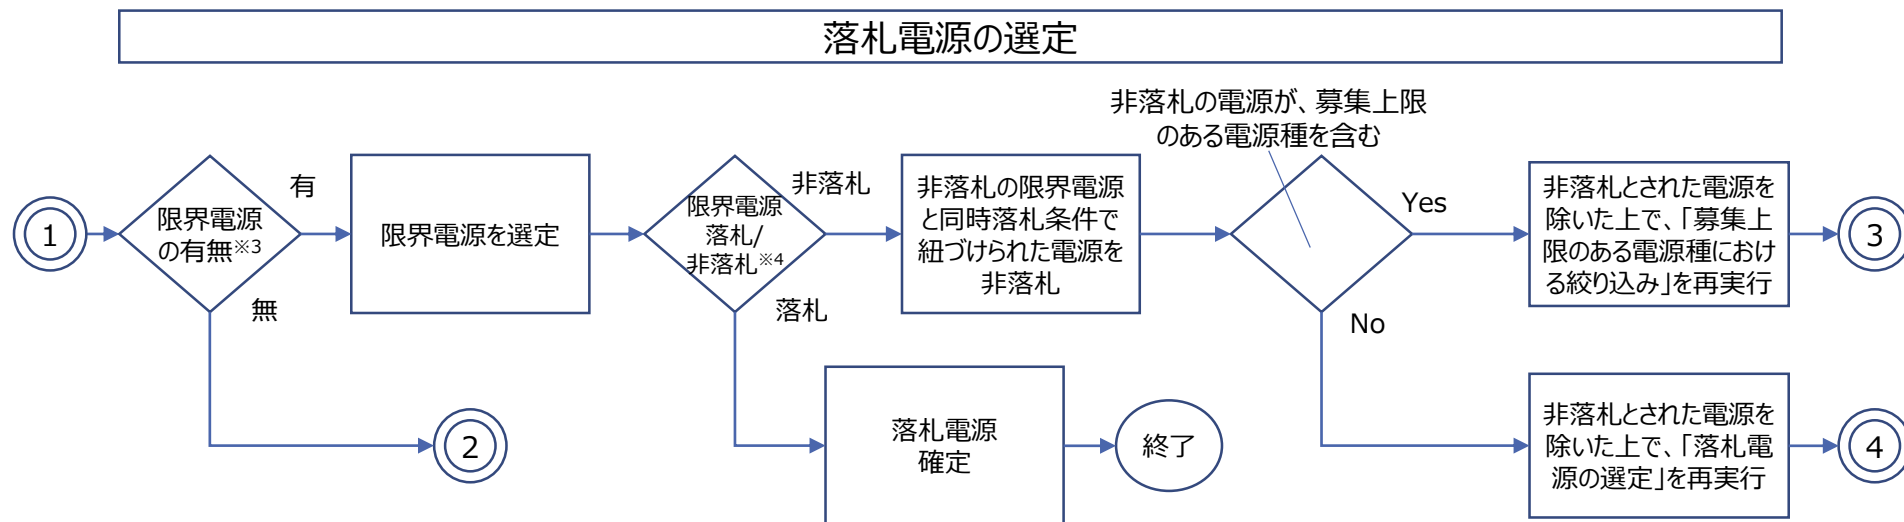 落札電源の選定
1
限界電源
の有無※3
有
無
2
限界電源を選定
限界電源
落札/
非落札※4
非落札
落札
非落札の限界電源
と同時落札条件で
紐づけられた電源を
非落札
落札電源
確定
終了
非落札の電源が、募集上限
のある電源種を含む
Yes
No
非落札とされた電源を
除いた上で、「募集上
限のある電源種におけ
る絞り込み」を再実行
3
非落札とされた電源を
除いた上で、「落札電
源の選定」を再実行
4